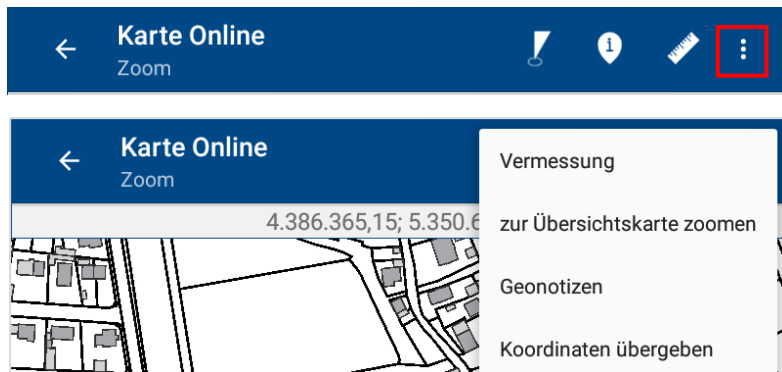 Karte Online
Zoom
Karte Online
Zoom
Vermessung
4.386.365,15; 5.350.6
zur Übersichtskarte zoomen
Geonotizen
Koordinaten übergeben